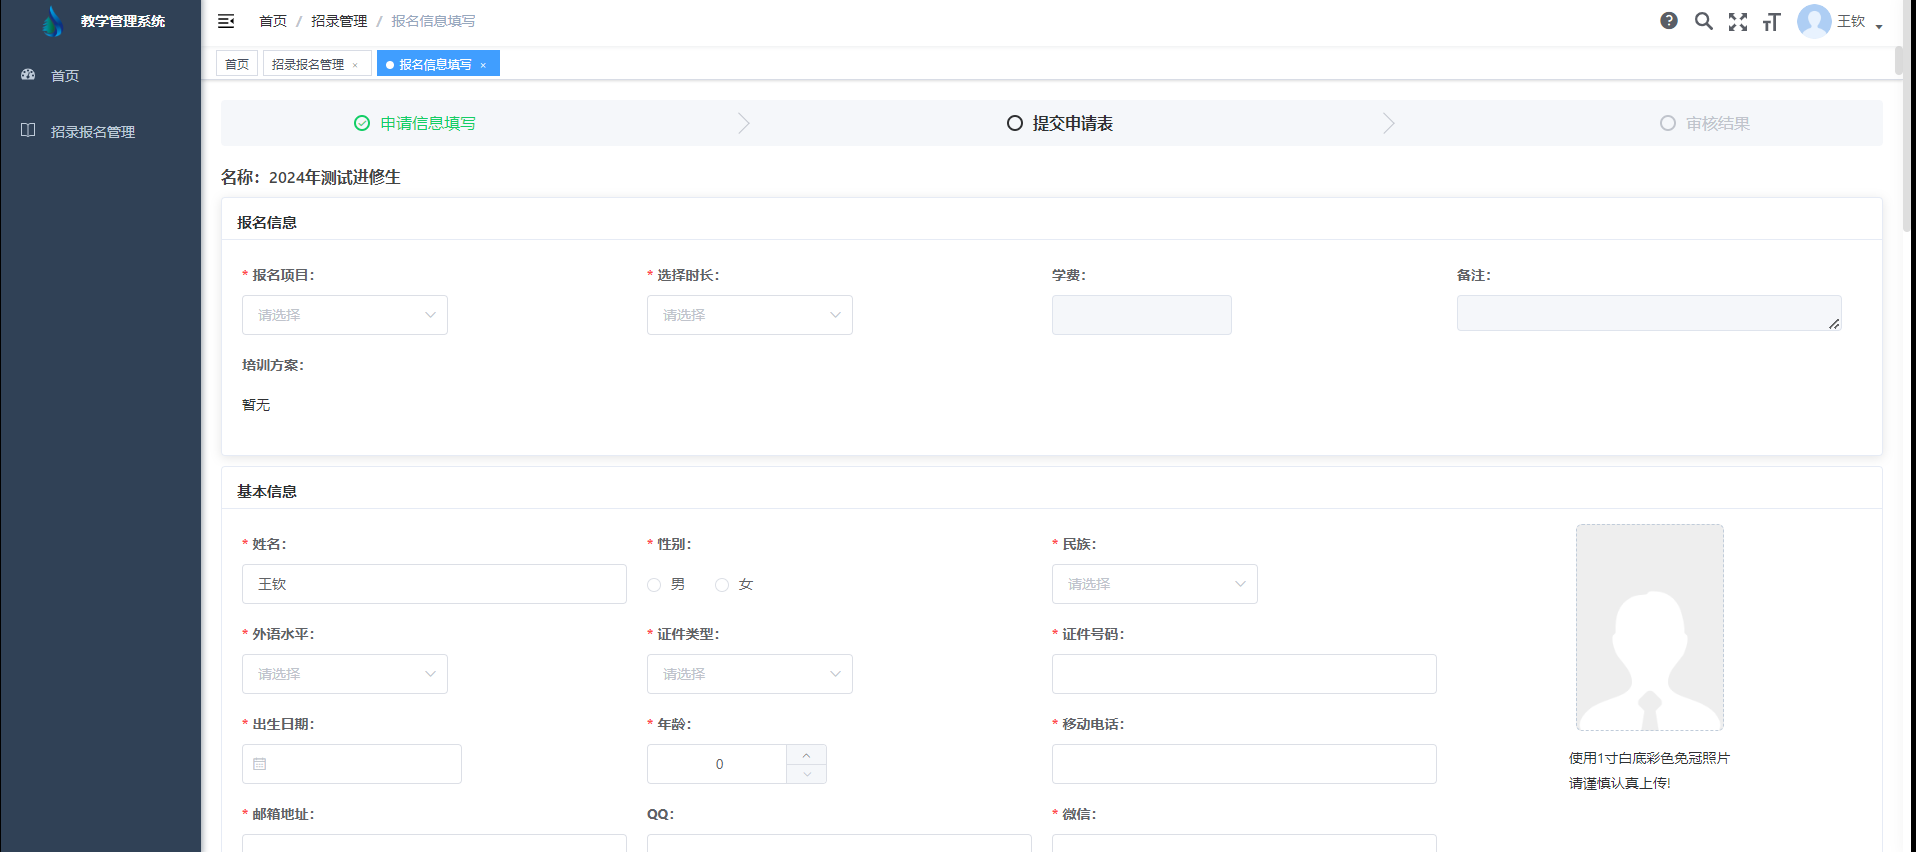 教学管理系统
首页 / 招录管理 / 报名信息填写
王钦
首页
招录报名管理
首页
招录报名管理 ×
报名信息填写 ×
申请信息填写
提交申请表
审核结果
名称：2024年测试进修生
报名信息
* 报名项目：
* 选择时长：
学费：
备注：
请选择
请选择
培训方案：
暂无
基本信息
* 姓名：
* 性别：
* 民族：
王钦
男
女
请选择
* 外语水平：
* 证件类型：
* 证件号码：
请选择
请选择
* 出生日期：
* 年龄：
* 移动电话：
0
使用1寸白底彩色免冠照片
请谨慎认真上传!
* 邮箱地址：
QQ：
* 微信：